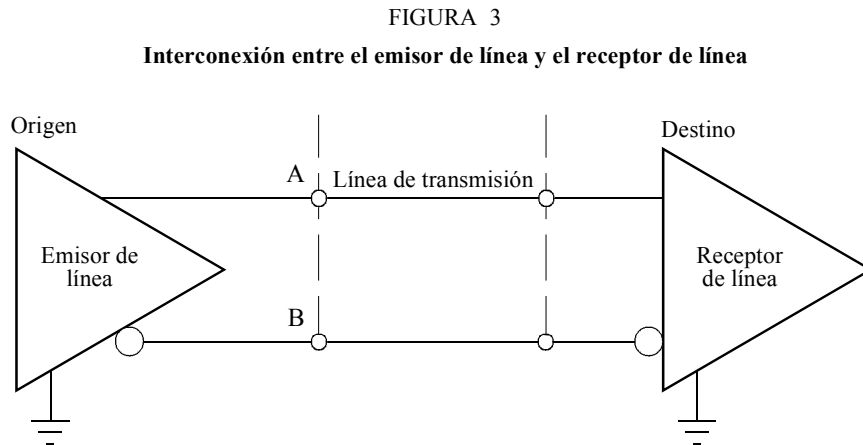 FIGURA 3
Interconexión entre el emisor de línea y el receptor de línea
Origen
Destino
A
Línea de transmisión
Emisor de
línea
Receptor
de línea
B